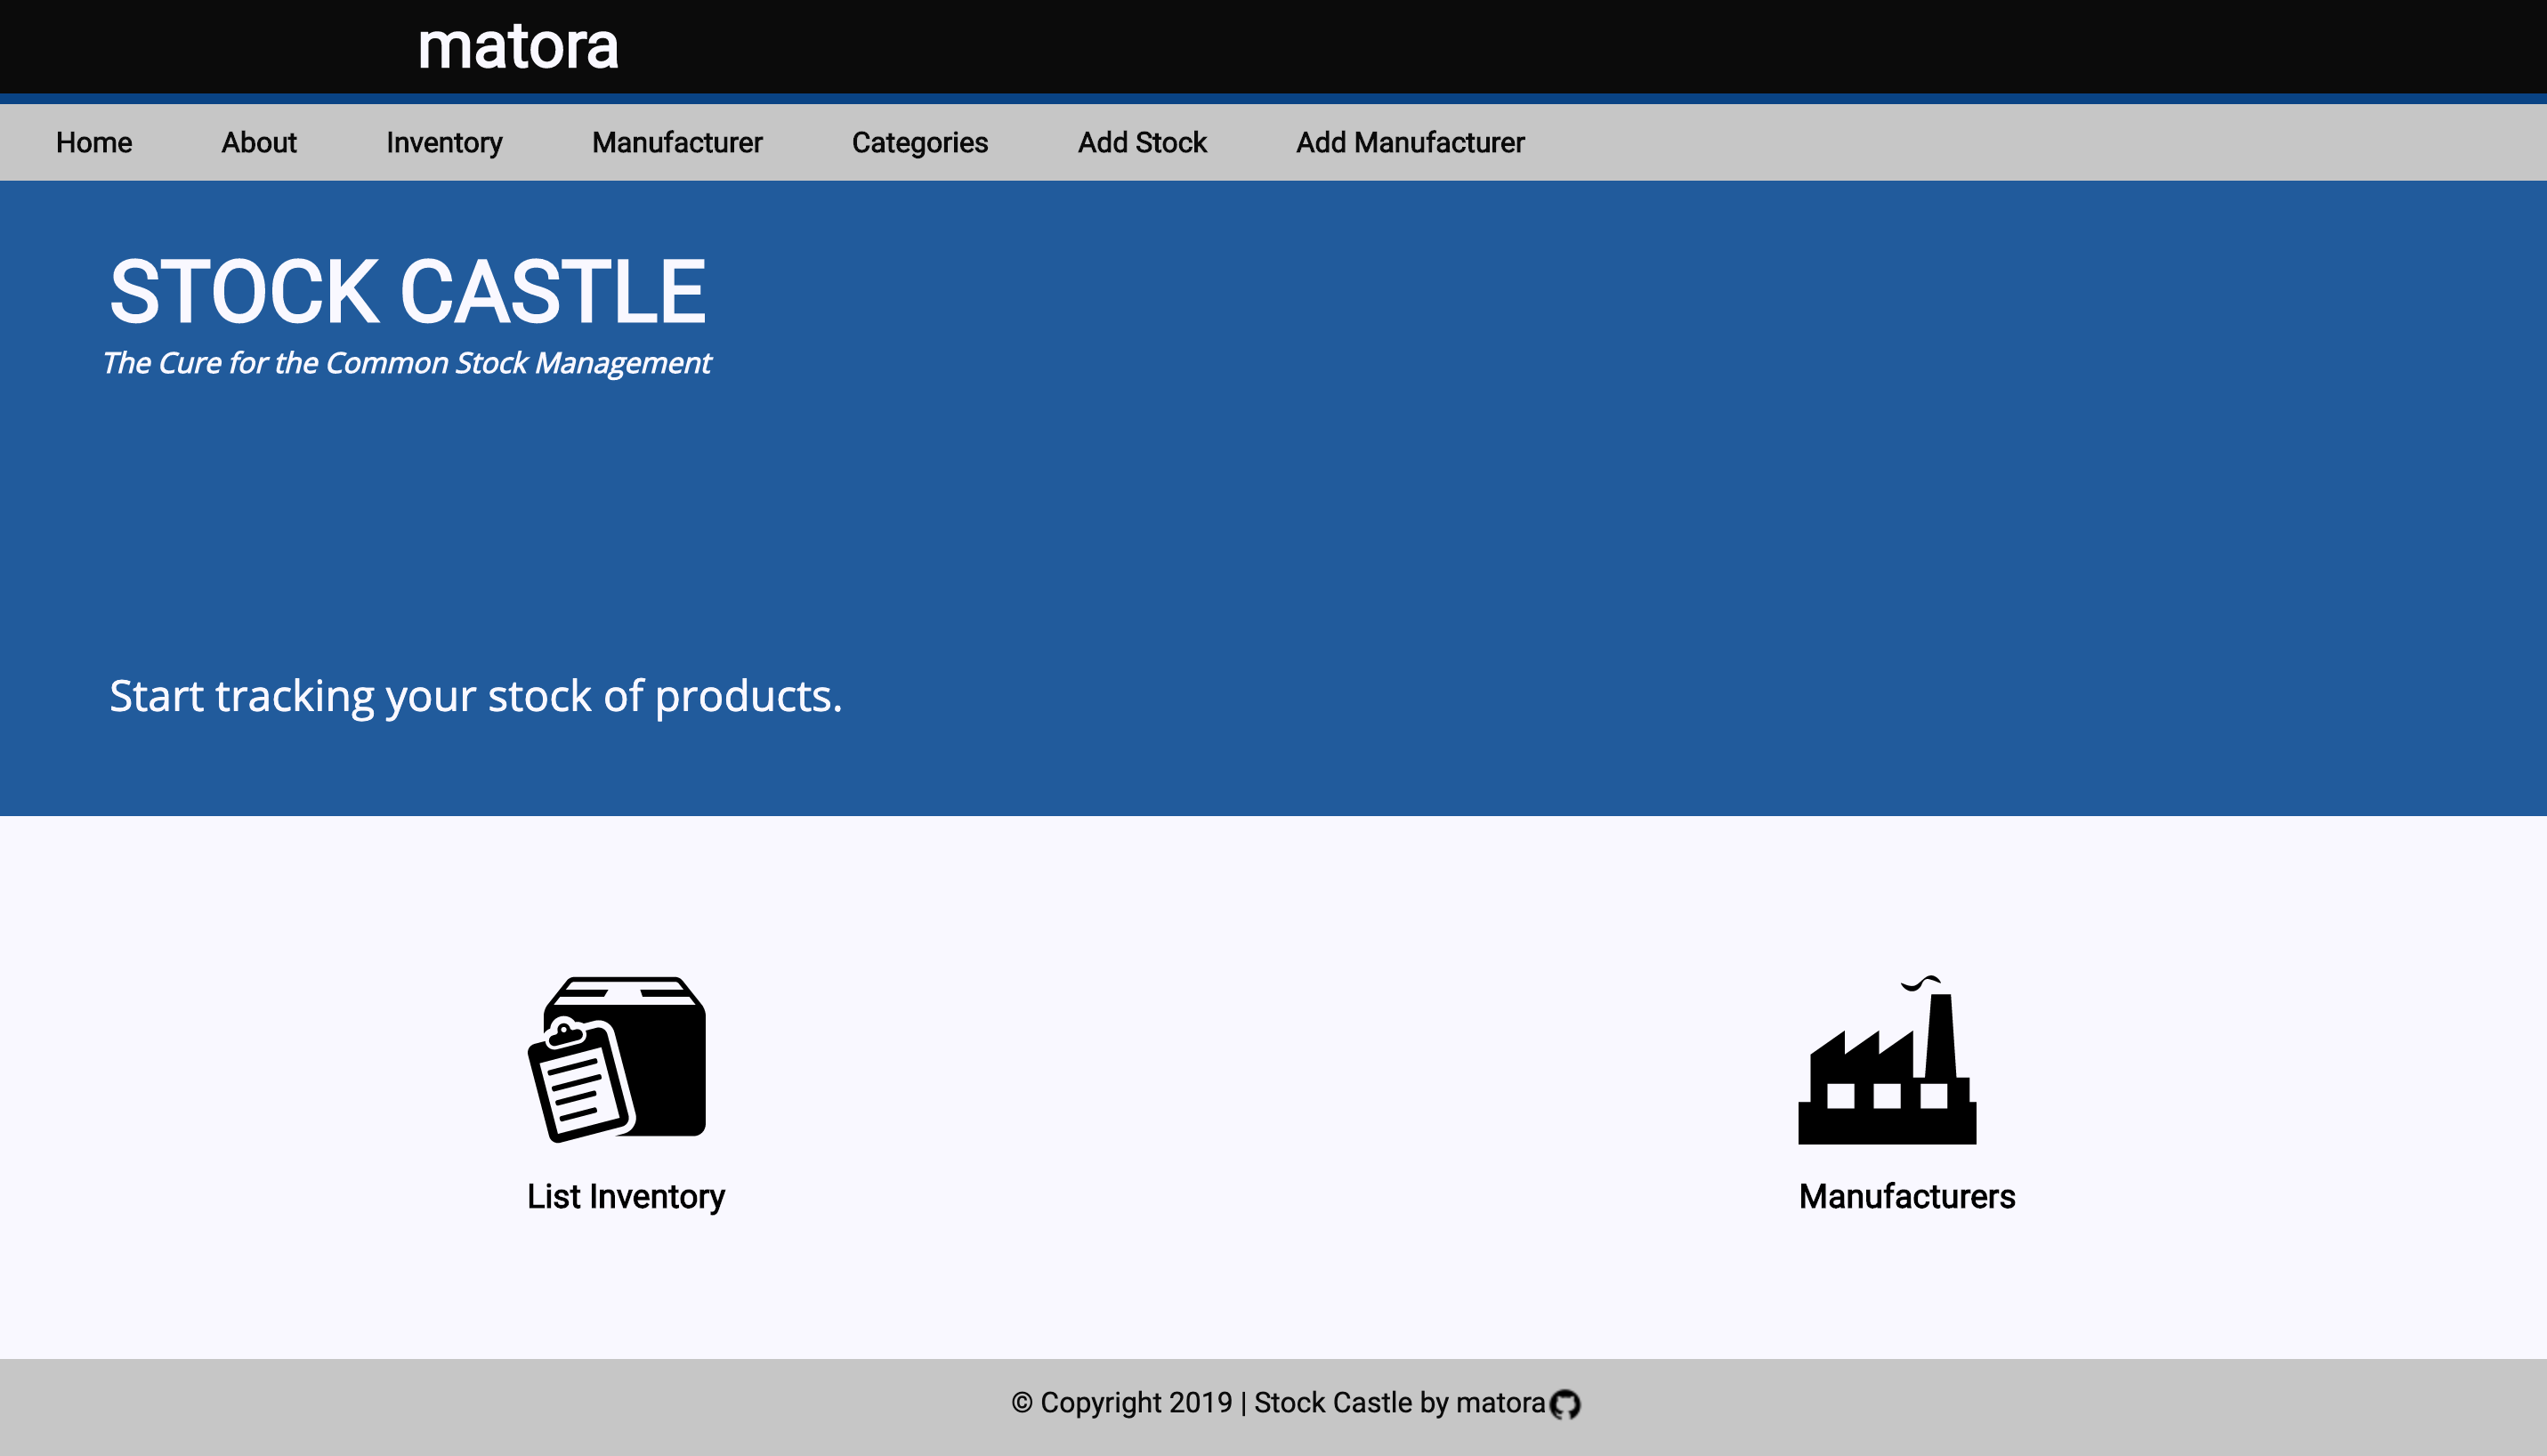 matora
Home About Inventory Manufacturer Categories Add Stock Add Manufacturer
STOCK CASTLE
The Cure for the Common Stock Management
Start tracking your stock of products.
List Inventory
Manufacturers
© Copyright 2019 | Stock Castle by matora